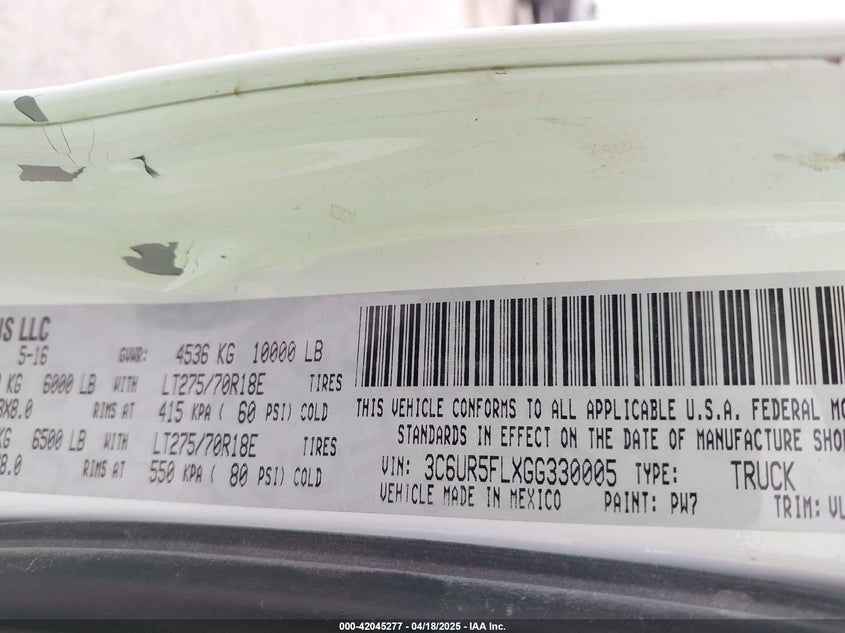 US LLC
5-16 GVWR: 4536 KG 10000 LB
KG 6000 LB WITH LT275/70R18E TIRES
X8.0 RIMS AT 415 KPA ( 60 PSI) COLD
KG 6500 LB WITH LT275/70R18E TIRES
X8.0 RIMS AT 550 KPA ( 80 PSI) COLD
THIS VEHICLE CONFORMS TO ALL APPLICABLE U.S.A. FEDERAL MO
STANDARDS IN EFFECT ON THE DATE OF MANUFACTURE SHO
VIN: 3C6UR5FLXGG330005 TYPE: TRUCK
VEHICLE MADE IN MEXICO PAINT: PW7 TRIM: VL
000-42045277 - 04/18/2025 - IAA Inc.